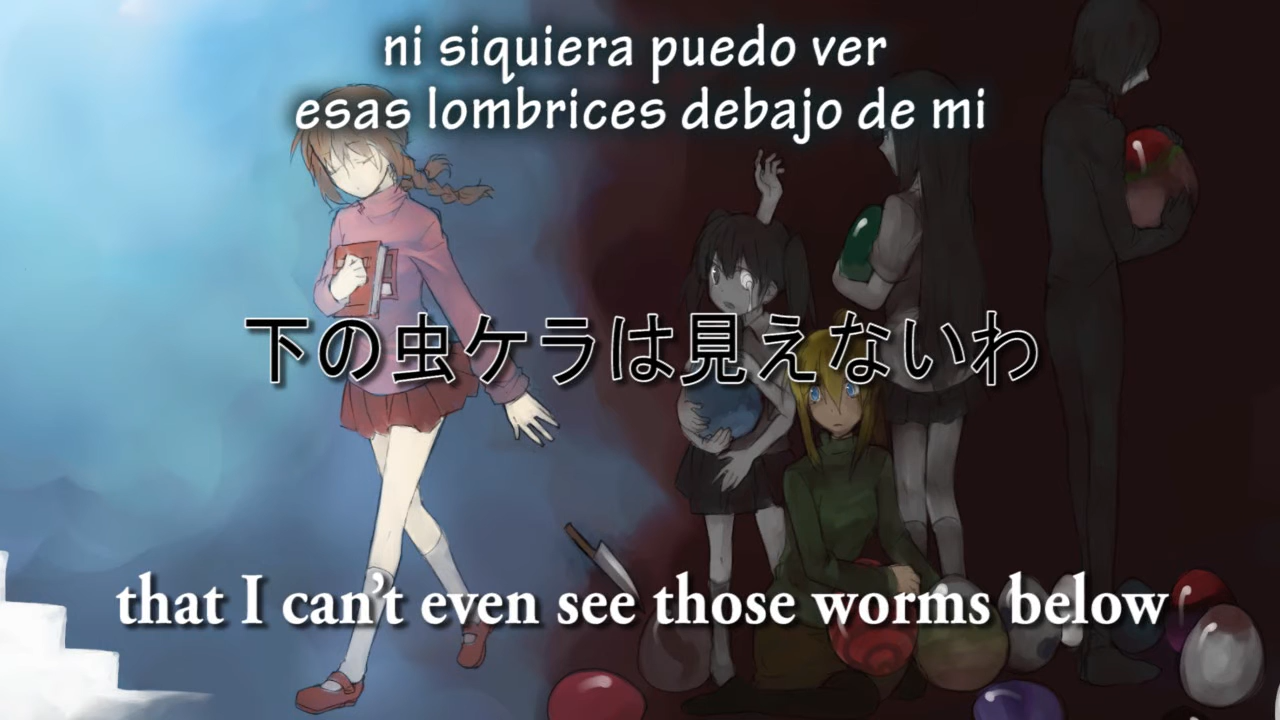 ni siquiera puedo ver
esas lombrices debajo de mi
下の虫ケラは見えないわ
that I can't even see those worms below